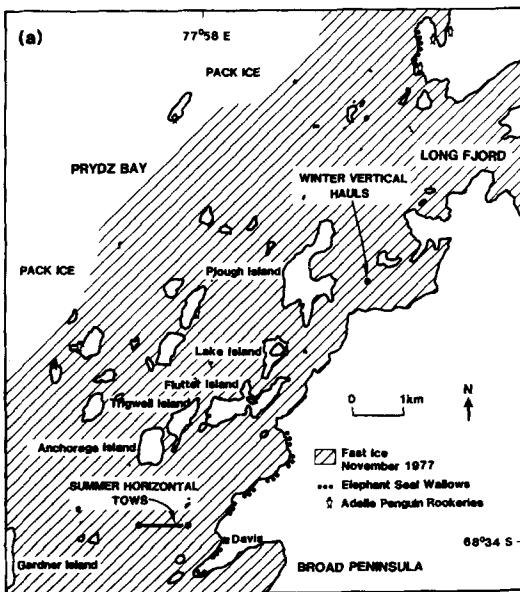 (a)
77°58 E
PACK ICE
PRYDZ BAY
LONG FJORD
WINTER VERTICAL
HAULS
PACK ICE
Plough Island
Lake Island
Flutter Island
Trigwell Island
Anchorage Island
0 1km
N
Fast Ice
November 1977
Elephant Seal Wallows
Adelie Penguin Rookeries
SUMMER HORIZONTAL
TOWS
Davis
68°34 S
Gardner Island
BROAD PENINSULA